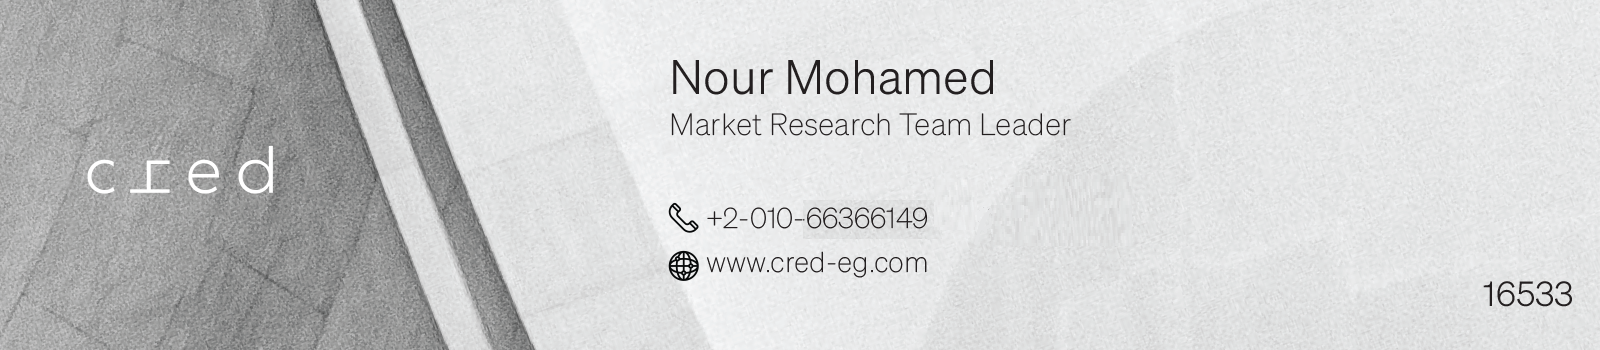 cred
Nour Mohamed
Market Research Team Leader
+2-010-66366149
www.cred-eg.com
16533